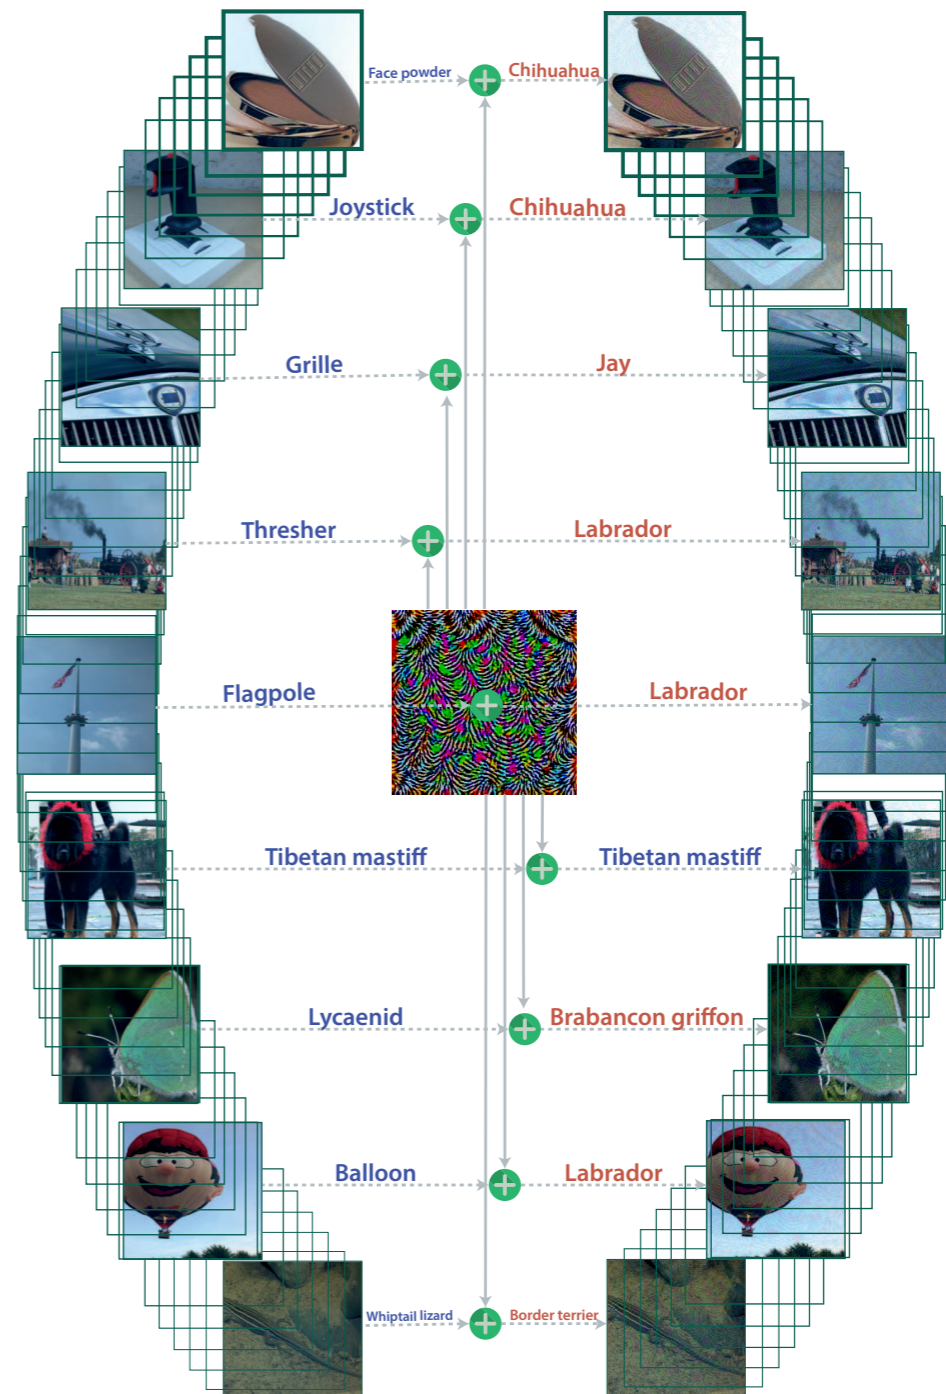 Face powder
Chihuahua
Joystick
Chihuahua
Grille
Jay
Thresher
Labrador
Flagpole
Labrador
Tibetan mastiff
Tibetan mastiff
Lycaenid
Brabancon griffon
Balloon
Labrador
Whiptail lizard
Border terrier